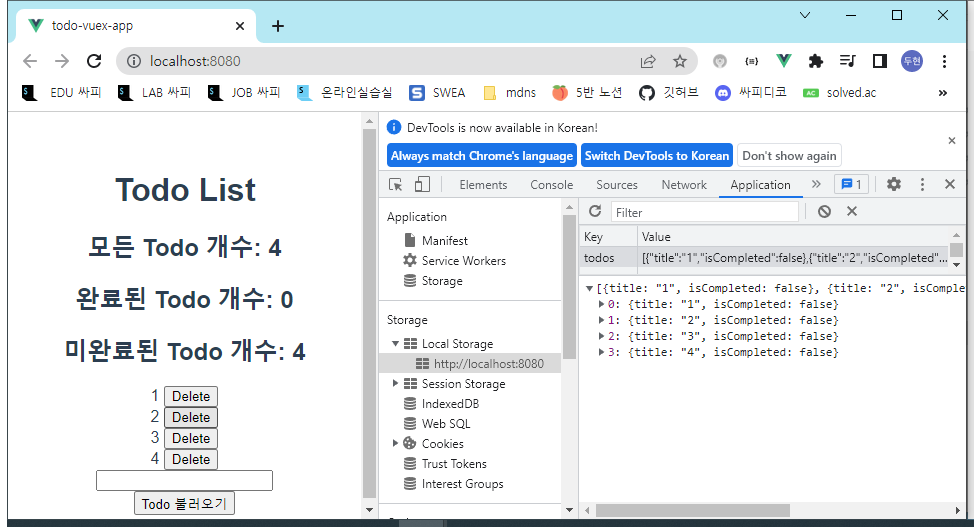 todo-vuex-app
localhost:8080
두현
EDU 싸피 LAB 싸피 JOB 싸피 온라인실습실 S SWEA mdns 5반 노션 깃허브 싸피디코 AC solved.ac »
Todo List
모든 Todo 개수: 4
완료된 Todo 개수: 0
미완료된 Todo 개수: 4
1 Delete
2 Delete
3 Delete
4 Delete
Todo 불러오기
DevTools is now available in Korean!
Always match Chrome's language Switch DevTools to Korean Don't show again
Elements Console Sources Network Application » 1
Application
Manifest
Service Workers
Storage
Storage
Local Storage
http://localhost:8080
Session Storage
IndexedDB
Web SQL
Cookies
Trust Tokens
Interest Groups
Filter
Key Value
todos [{"title":"1","isCompleted":false},{"title":"2","isCompleted"...
[{title: "1", isCompleted: false}, {title: "2", isComple
0: {title: "1", isCompleted: false}
1: {title: "2", isCompleted: false}
2: {title: "3", isCompleted: false}
3: {title: "4", isCompleted: false}